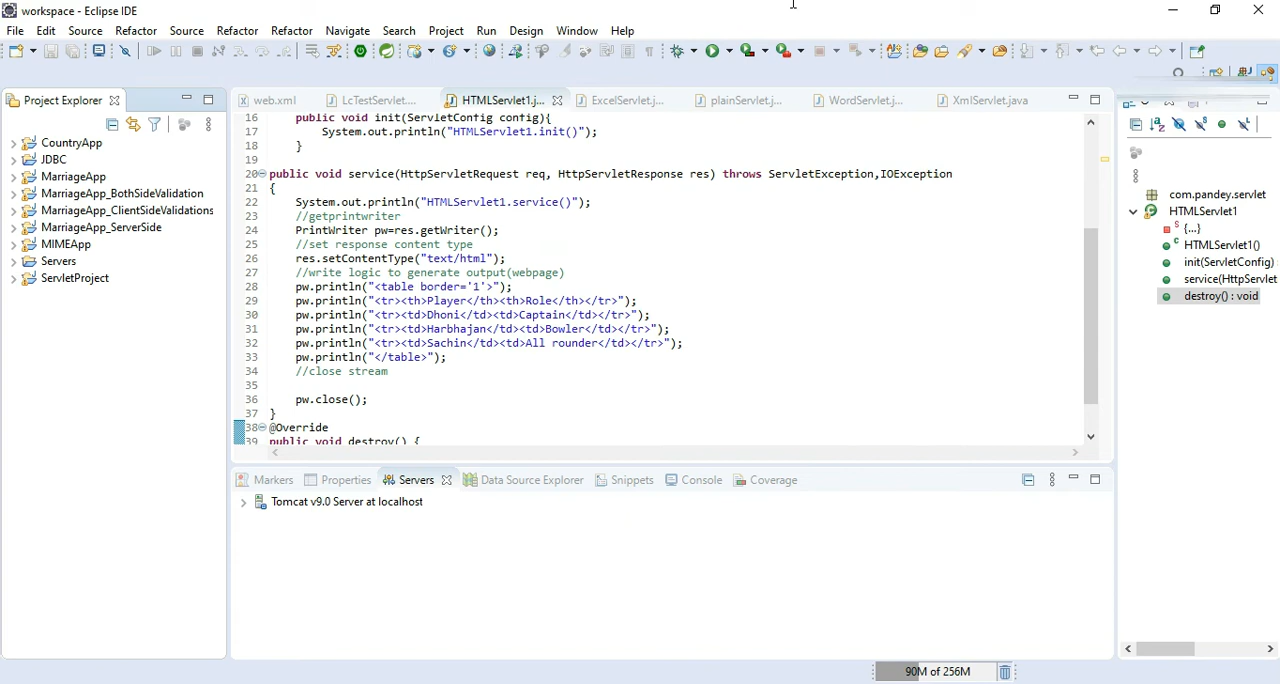 workspace - Eclipse IDE
File Edit Source Refactor Source Refactor Refactor Navigate Search Project Run Design Window Help
Project Explorer
CountryApp
JDBC
MarriageApp
MarriageApp_BothSideValidation
MarriageApp_ClientSideValidations
MarriageApp_ServerSide
MIMEApp
Servers
ServletProject
web.xml LcTestServlet.... HTMLServlet1.j... ExcelServlet.j... plainServlet.j... WordServlet.j... XmlServlet.java
16 public void init(ServletConfig config){
17 System.out.println("HTMLServlet1.init()");
18 }
19
20 public void service(HttpServletRequest req, HttpServletResponse res) throws ServletException,IOException
21 {
22 System.out.println("HTMLServlet1.service()");
23 //getprintwriter
24 PrintWriter pw=res.getWriter();
25 //set response content type
26 res.setContentType("text/html");
27 //write logic to generate output(webpage)
28 pw.println("<table border='1'>");
29 pw.println("<tr><th>Player</th><th>Role</th></tr>");
30 pw.println("<tr><td>Dhoni</td><td>Captain</td></tr>");
31 pw.println("<tr><td>Harbhajan</td><td>Bowler</td></tr>");
32 pw.println("<tr><td>Sachin</td><td>All rounder</td></tr>");
33 pw.println("</table>");
34 //close stream
35
36 pw.close();
37 }
38 @Override
39 public void destroy() {
com.pandey.servlet
HTMLServlet1
{...}
HTMLServlet1()
init(ServletConfig)
service(HttpServlet
destroy() : void
Markers Properties Servers Data Source Explorer Snippets Console Coverage
Tomcat v9.0 Server at localhost
90M of 256M